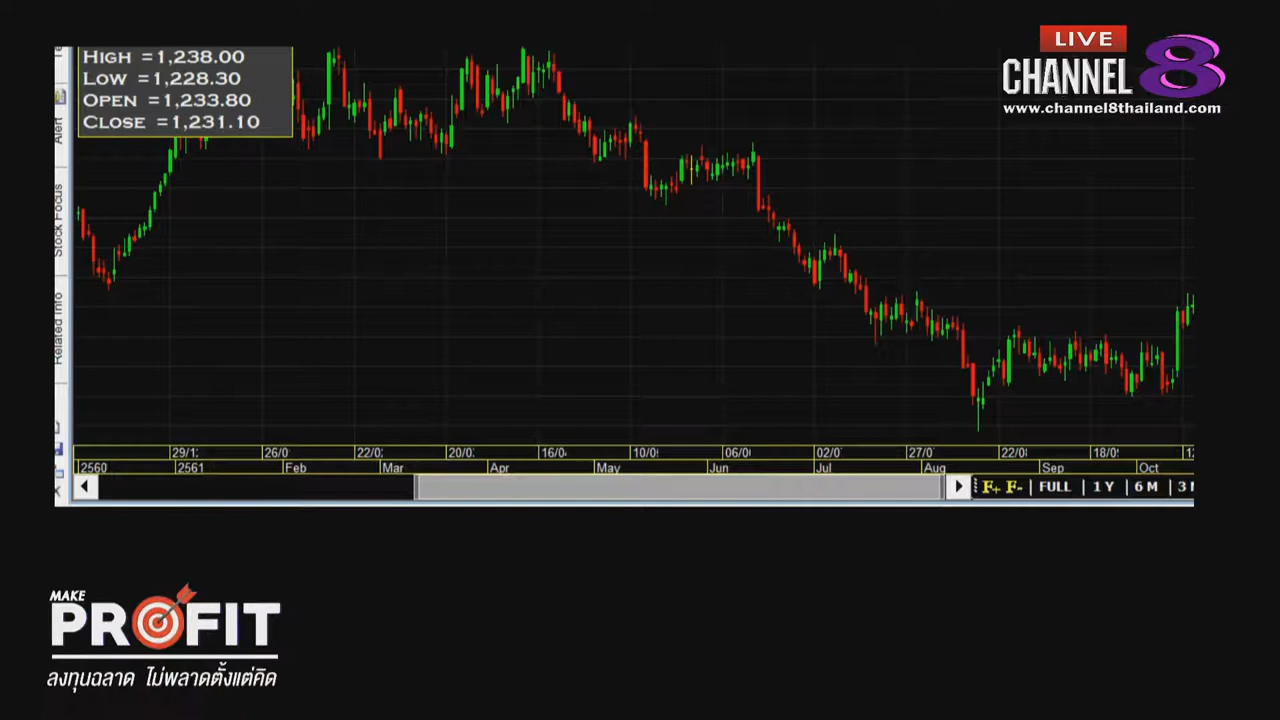 LIVE
CHANNEL 8
www.channel8thailand.com
HIGH =1,238.00
LOW =1,228.30
OPEN =1,233.80
CLOSE =1,231.10
Alert
Stock Focus
Related Info
29/1 26/0 22/0 20/0 16/0 10/0 06/0 02/0 27/0 22/0 18/0
2560 2561 Feb Mar Apr May Jun Jul Aug Sep Oct
F+ F- | FULL | 1 Y | 6 M | 3
MAKE
PROFIT
ลงทุนฉลาด ไม่พลาดตั้งแต่คิด